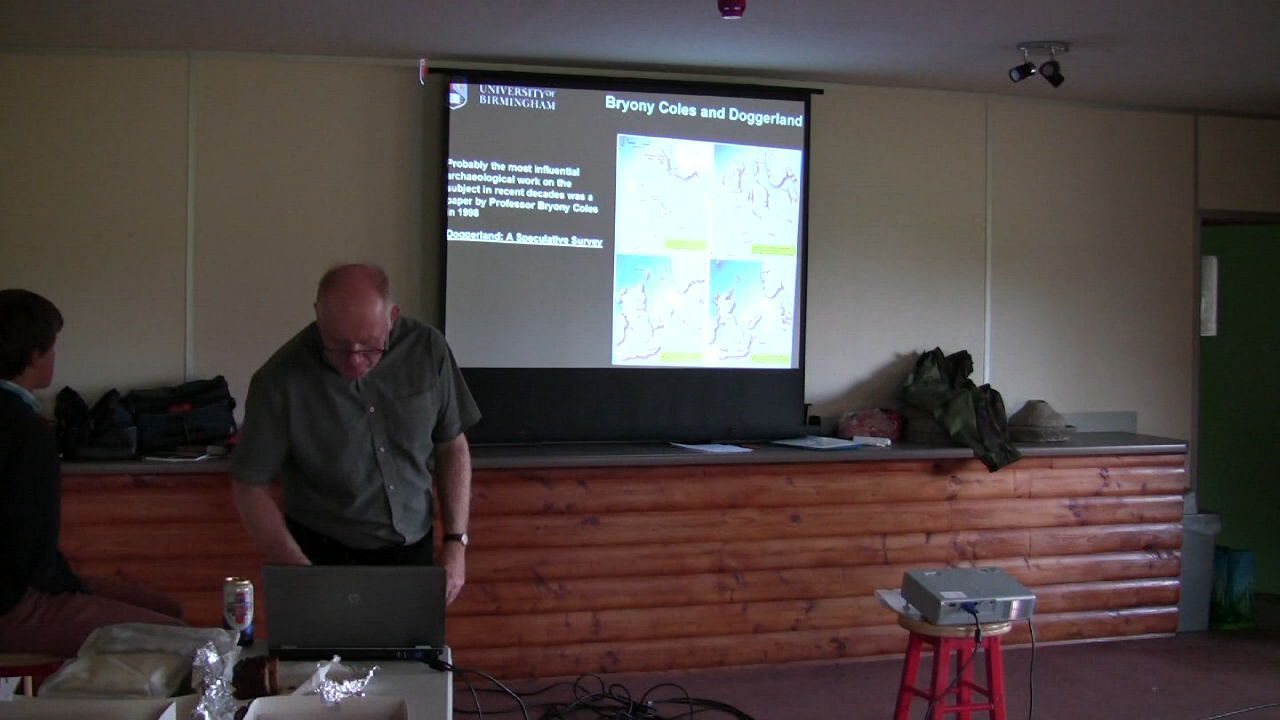 UNIVERSITY OF
BIRMINGHAM
Bryony Coles and Doggerland
Probably the most influential
archaeological work on the
subject in recent decades was a
paper by Professor Bryony Coles
in 1998
Doggerland: A Speculative Survey
hp